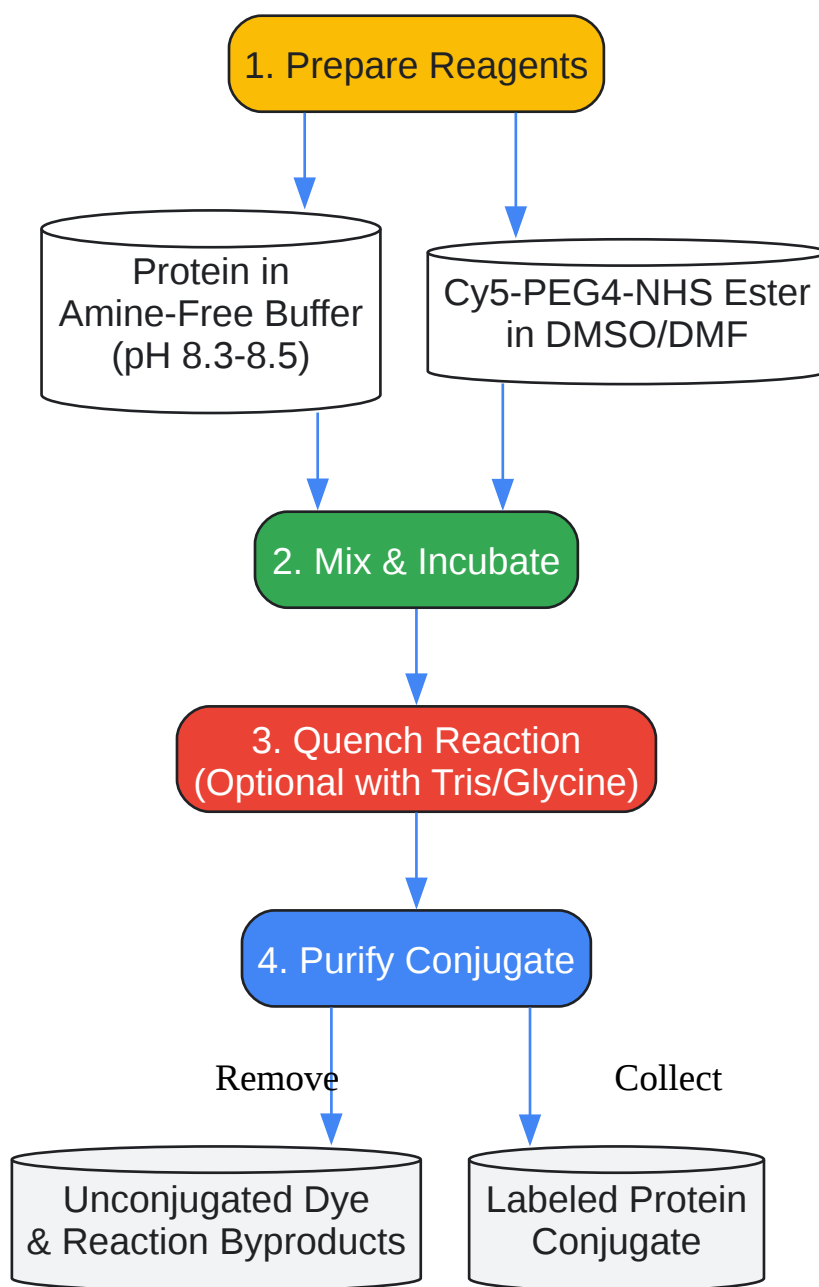 1. Prepare Reagents
Protein in
Amine-Free Buffer
(pH 8.3-8.5)
Cy5-PEG4-NHS Ester
in DMSO/DMF
2. Mix & Incubate
3. Quench Reaction
(Optional with Tris/Glycine)
4. Purify Conjugate
Remove
Collect
Unconjugated Dye
& Reaction Byproducts
Labeled Protein
Conjugate